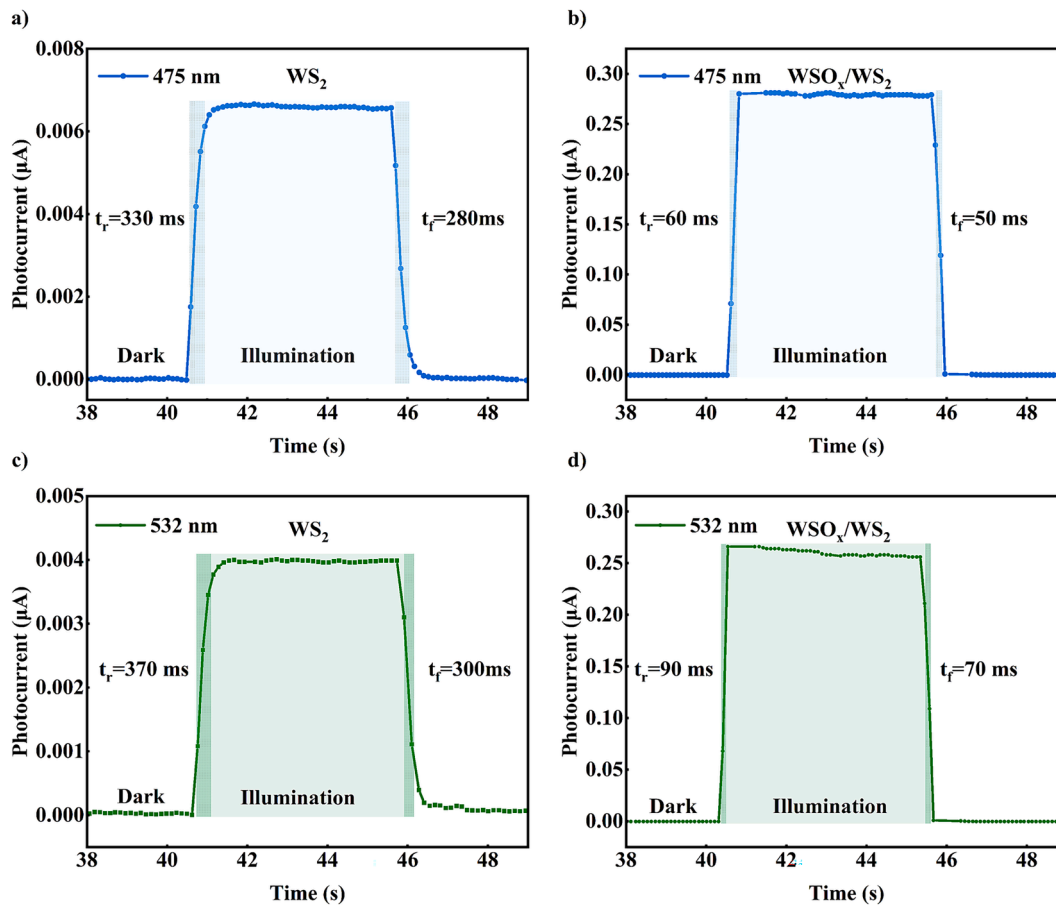 a)
0.008
0.006
0.004
0.002
0.000
Photocurrent (μA)
475 nm
WS₂
tᵣ=330 ms
t_f=280ms
Dark
Illumination
38 40 42 44 46 48
Time (s)
b)
0.30
0.25
0.20
0.15
0.10
0.05
0.00
Photocurrent (μA)
475 nm
WSOₓ/WS₂
tᵣ=60 ms
t_f=50 ms
Dark
Illumination
38 40 42 44 46 48
Time (s)
c)
0.005
0.004
0.003
0.002
0.001
0.000
Photocurrent (μA)
532 nm
WS₂
tᵣ=370 ms
t_f=300ms
Dark
Illumination
38 40 42 44 46 48
Time (s)
d)
0.30
0.25
0.20
0.15
0.10
0.05
0.00
Photocurrent (μA)
532 nm
WSOₓ/WS₂
tᵣ=90 ms
t_f=70 ms
Dark
Illumination
38 40 42 44 46 48
Time (s)